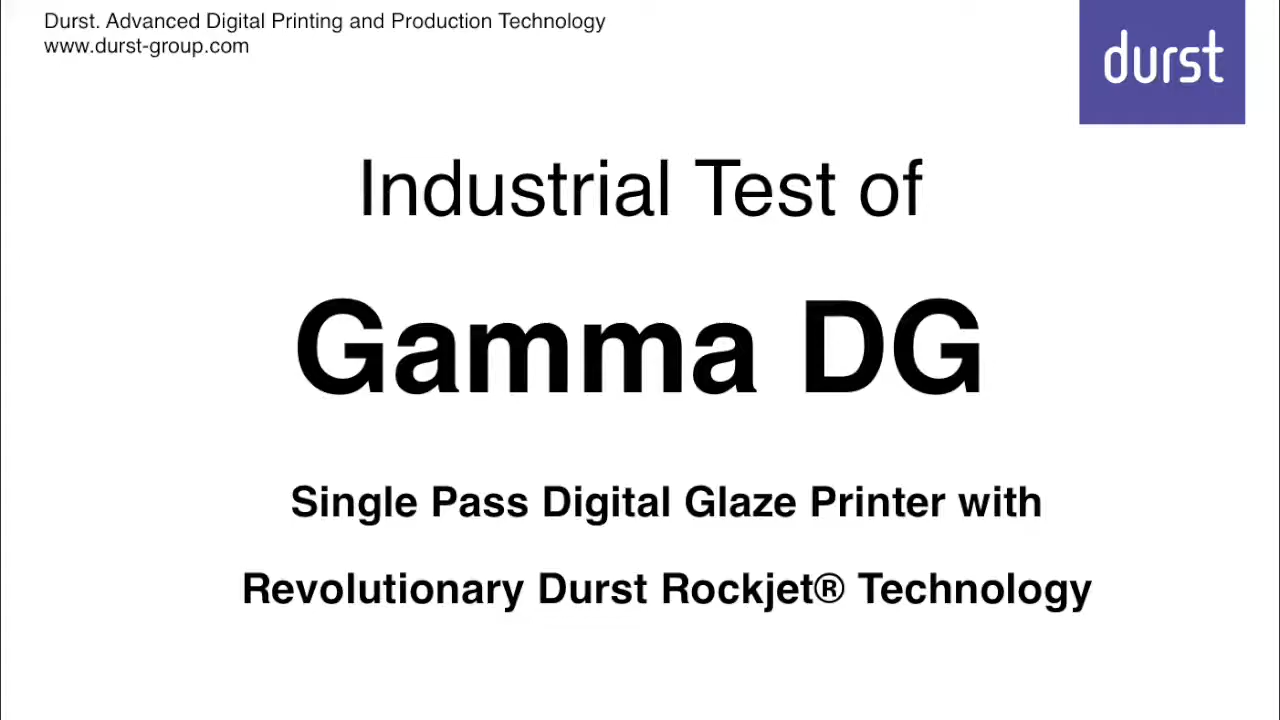 Durst. Advanced Digital Printing and Production Technology
www.durst-group.com
durst
Industrial Test of
Gamma DG
Single Pass Digital Glaze Printer with
Revolutionary Durst Rockjet® Technology